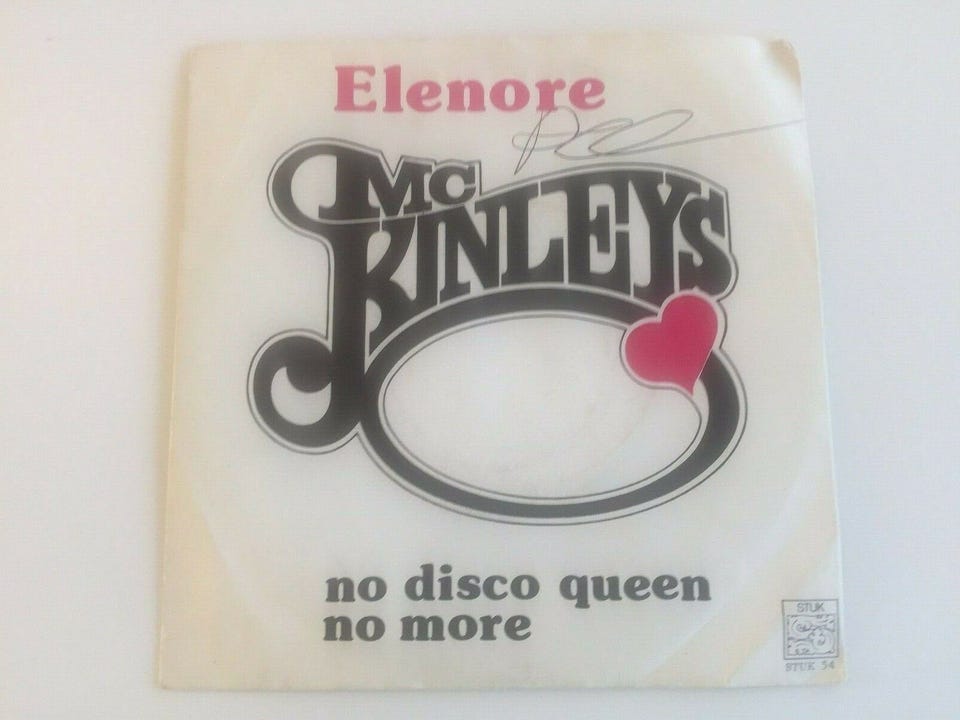 Elenore
Mc
KINLEYS
no disco queen
no more
STUK
STUK 54